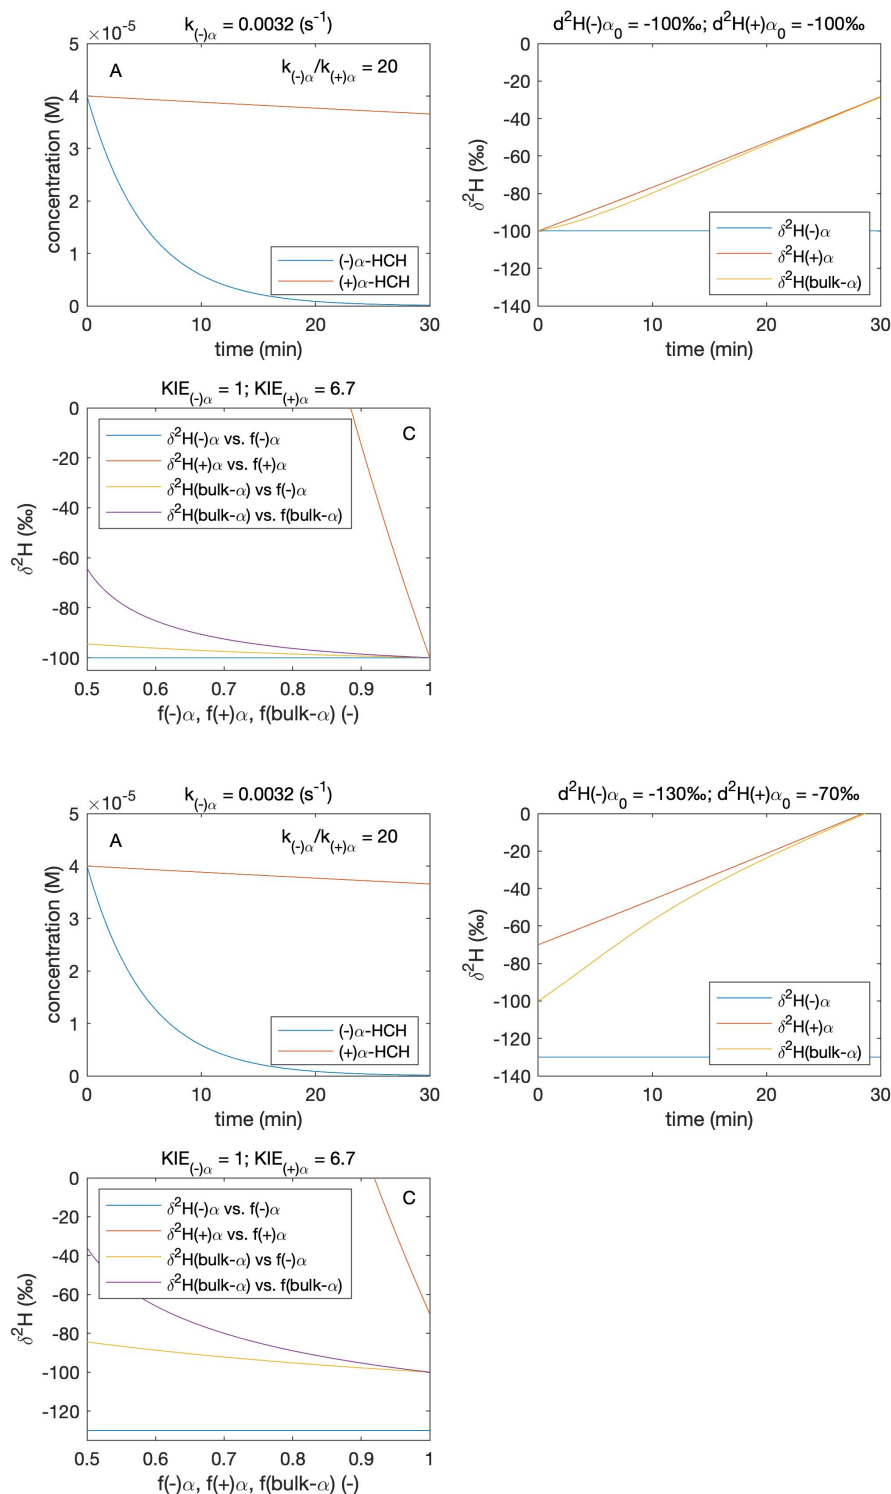 k(-)α = 0.0032 (s-1)
×10-5
A
k(-)α/k(+)α = 20
5
4
3
2
1
0
concentration (M)
(-)α-HCH
(+)α-HCH
0 10 20 30
time (min)
d2H(-)α0 = -100‰; d2H(+)α0 = -100‰
0
-20
-40
-60
-80
-100
-120
-140
δ2H (‰)
δ2H(-)α
δ2H(+)α
δ2H(bulk-α)
0 10 20 30
time (min)
KIE(-)α = 1; KIE(+)α = 6.7
C
0
-20
-40
-60
-80
-100
δ2H (‰)
δ2H(-)α vs. f(-)α
δ2H(+)α vs. f(+)α
δ2H(bulk-α) vs f(-)α
δ2H(bulk-α) vs. f(bulk-α)
0.5 0.6 0.7 0.8 0.9 1
f(-)α, f(+)α, f(bulk-α) (-)
k(-)α = 0.0032 (s-1)
×10-5
A
k(-)α/k(+)α = 20
5
4
3
2
1
0
concentration (M)
(-)α-HCH
(+)α-HCH
0 10 20 30
time (min)
d2H(-)α0 = -130‰; d2H(+)α0 = -70‰
0
-20
-40
-60
-80
-100
-120
-140
δ2H (‰)
δ2H(-)α
δ2H(+)α
δ2H(bulk-α)
0 10 20 30
time (min)
KIE(-)α = 1; KIE(+)α = 6.7
C
0
-20
-40
-60
-80
-100
-120
δ2H (‰)
δ2H(-)α vs. f(-)α
δ2H(+)α vs. f(+)α
δ2H(bulk-α) vs f(-)α
δ2H(bulk-α) vs. f(bulk-α)
0.5 0.6 0.7 0.8 0.9 1
f(-)α, f(+)α, f(bulk-α) (-)